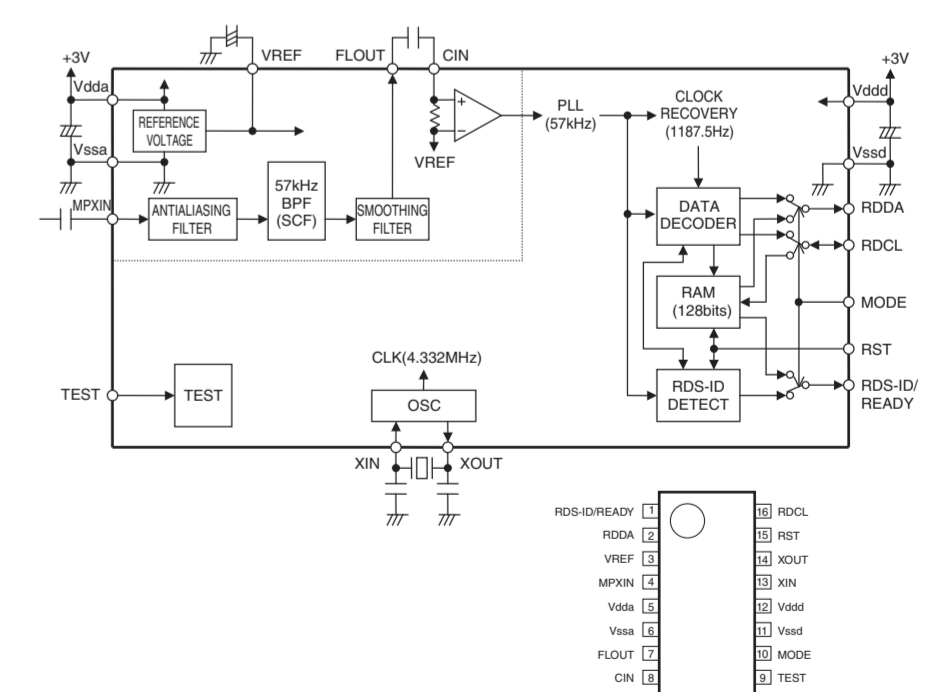 +3V
Vdda
VREF
FLOUT
CIN
+3V
Vddd
REFERENCE
VOLTAGE
Vssa
+
−
VREF
PLL
(57kHz)
CLOCK
RECOVERY
(1187.5Hz)
Vssd
MPXIN
ANTIALIASING
FILTER
57kHz
BPF
(SCF)
SMOOTHING
FILTER
DATA
DECODER
RDDA
RDCL
RAM
(128bits)
MODE
RST
CLK(4.332MHz)
OSC
TEST
TEST
RDS-ID
DETECT
RDS-ID/
READY
XIN
XOUT
RDS-ID/READY 1
16 RDCL
RDDA 2
15 RST
VREF 3
14 XOUT
MPXIN 4
13 XIN
Vdda 5
12 Vddd
Vssa 6
11 Vssd
FLOUT 7
10 MODE
CIN 8
9 TEST